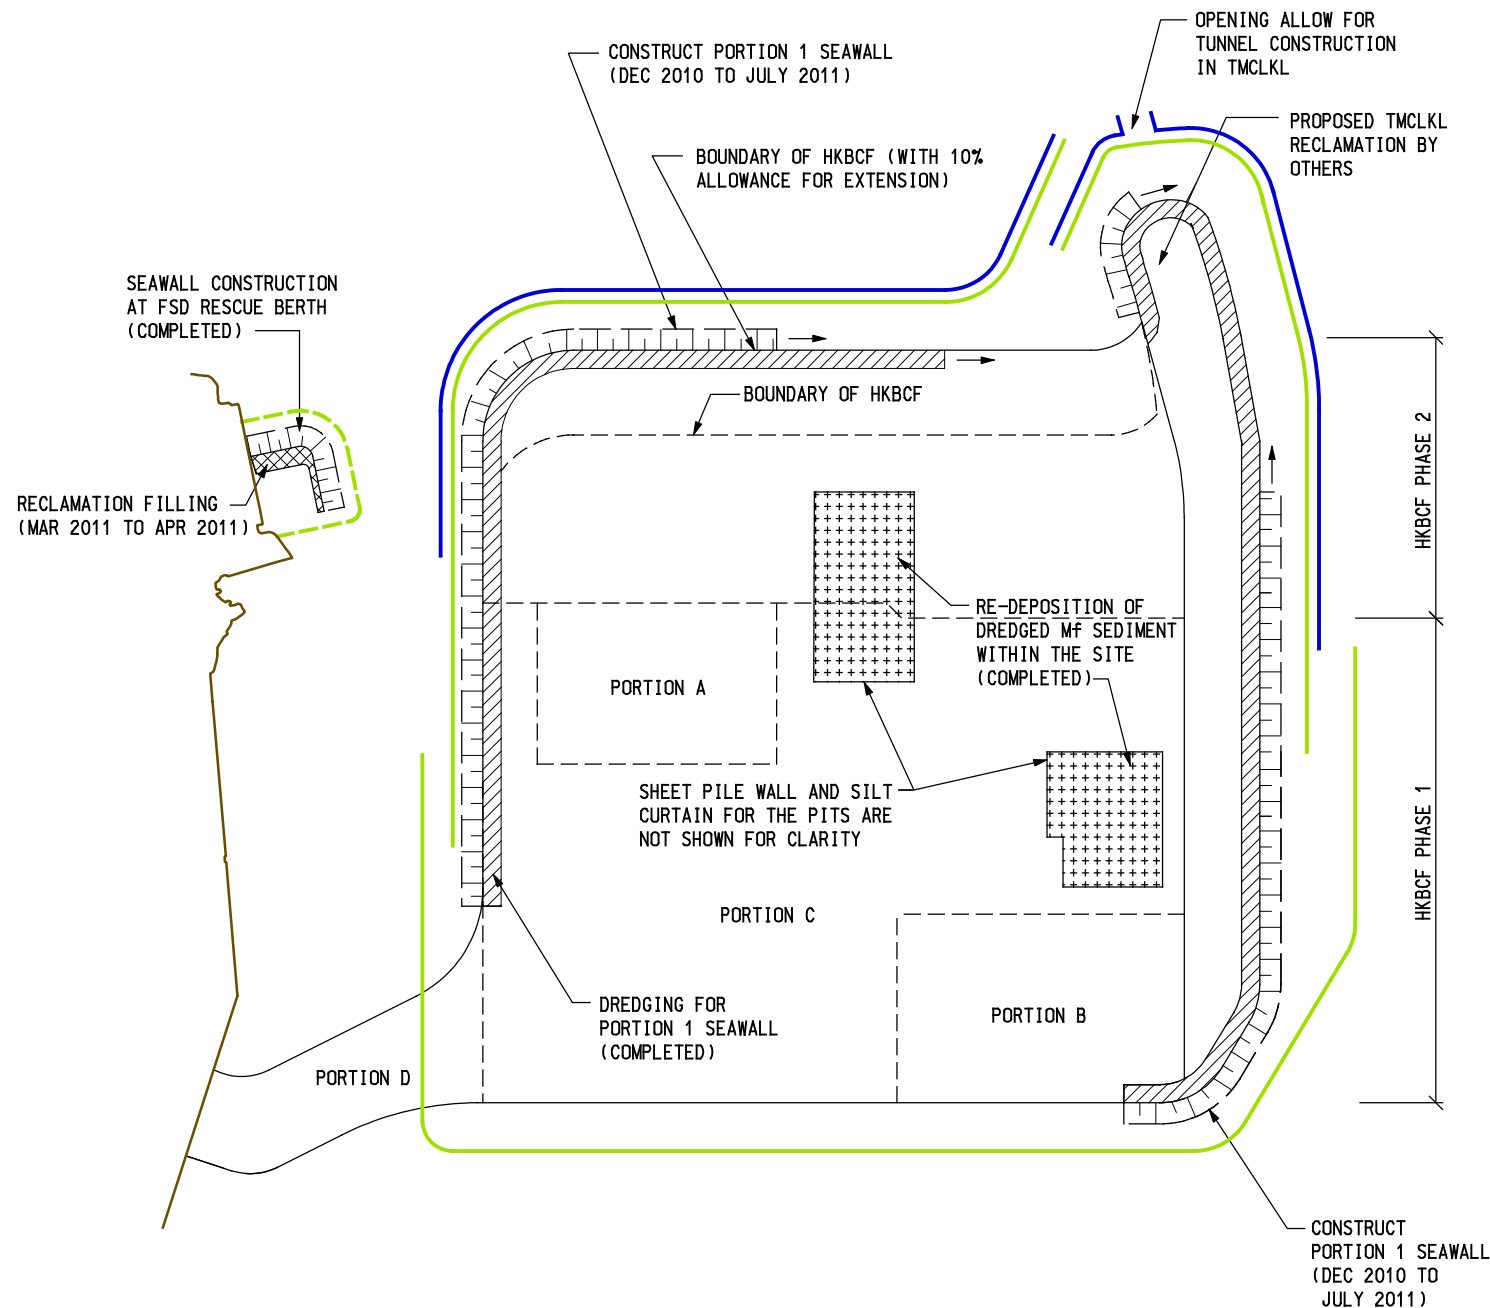 OPENING ALLOW FOR
TUNNEL CONSTRUCTION
IN TMCLKL
CONSTRUCT PORTION 1 SEAWALL
(DEC 2010 TO JULY 2011)
PROPOSED TMCLKL
RECLAMATION BY
OTHERS
BOUNDARY OF HKBCF (WITH 10%
ALLOWANCE FOR EXTENSION)
SEAWALL CONSTRUCTION
AT FSD RESCUE BERTH
(COMPLETED)
BOUNDARY OF HKBCF
HKBCF PHASE 2
RECLAMATION FILLING
(MAR 2011 TO APR 2011)
RE-DEPOSITION OF
DREDGED Mf SEDIMENT
WITHIN THE SITE
(COMPLETED)
PORTION A
SHEET PILE WALL AND SILT
CURTAIN FOR THE PITS ARE
NOT SHOWN FOR CLARITY
HKBCF PHASE 1
PORTION C
DREDGING FOR
PORTION 1 SEAWALL
(COMPLETED)
PORTION B
PORTION D
CONSTRUCT
PORTION 1 SEAWALL
(DEC 2010 TO
JULY 2011)